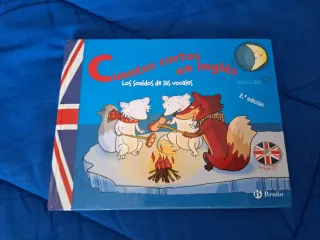 Cuentos cortos
en inglés
Los sonidos de las vocales
2.ª edición
Bruño